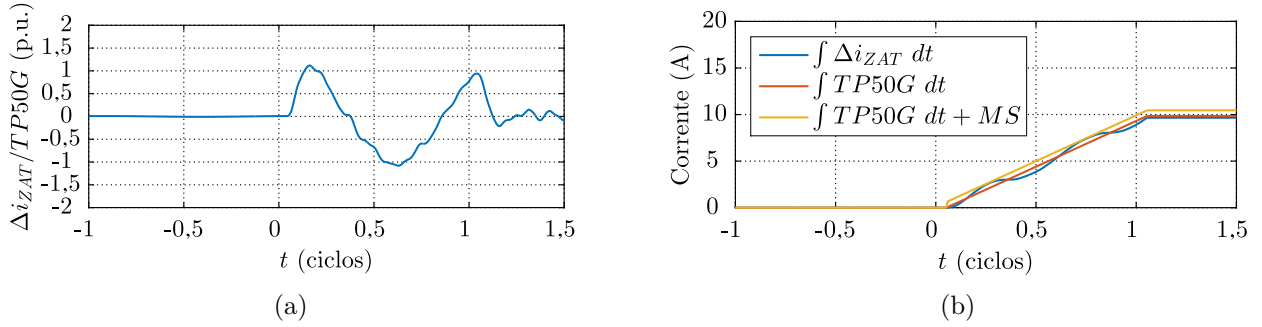 Δi_ZAT/TP50G (p.u.)
2
1,5
1
0,5
0
-0,5
-1
-1,5
-2
-1 -0,5 0 0,5 1 1,5
t (ciclos)
(a)
Corrente (A)
20
15
10
5
0
∫ Δi_ZAT dt
∫ TP50G dt
∫ TP50G dt + MS
-1 -0,5 0 0,5 1 1,5
t (ciclos)
(b)